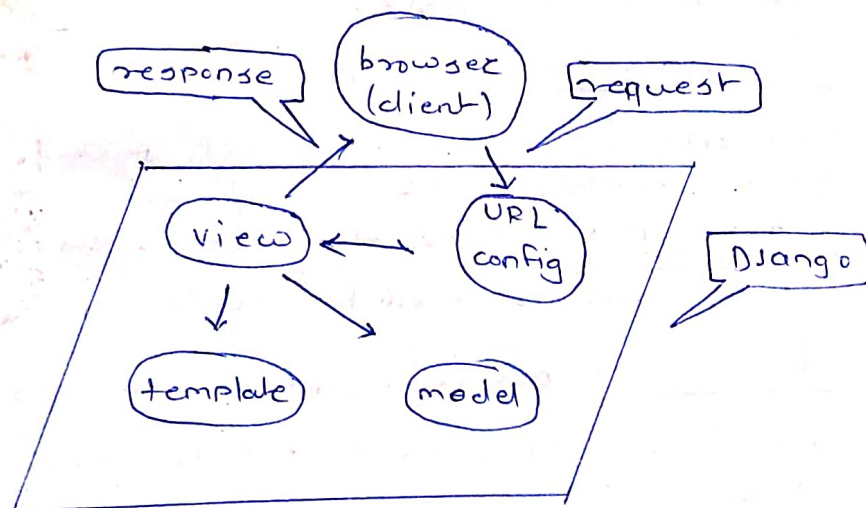 response
browser
(client)
request
view
URL
config
Django
template
model